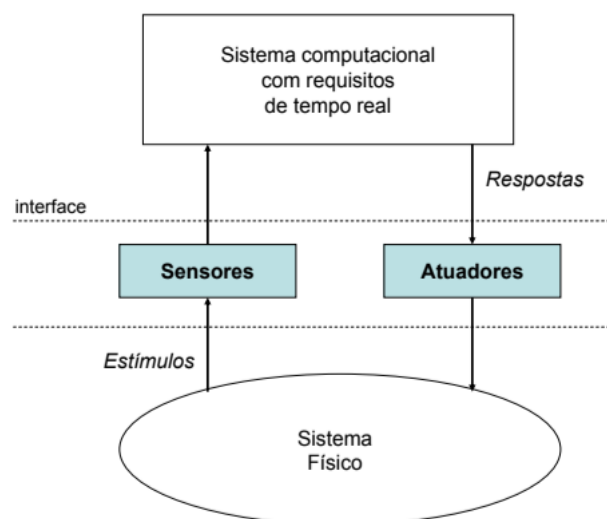 Sistema computacional
com requisitos
de tempo real
Respostas
interface
Sensores
Atuadores
Estímulos
Sistema
Físico